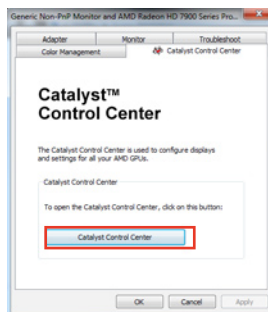 Generic Non-PnP Monitor and AMD Radeon HD 7900 Series Pro...
Adapter Monitor Troubleshoot
Color Management Catalyst Control Center
Catalyst™
Control Center
The Catalyst Control Center is used to configure displays
and settings for all your AMD GPUs.
Catalyst Control Center
To open the Catalyst Control Center, click on this button:
Catalyst Control Center
OK Cancel Apply